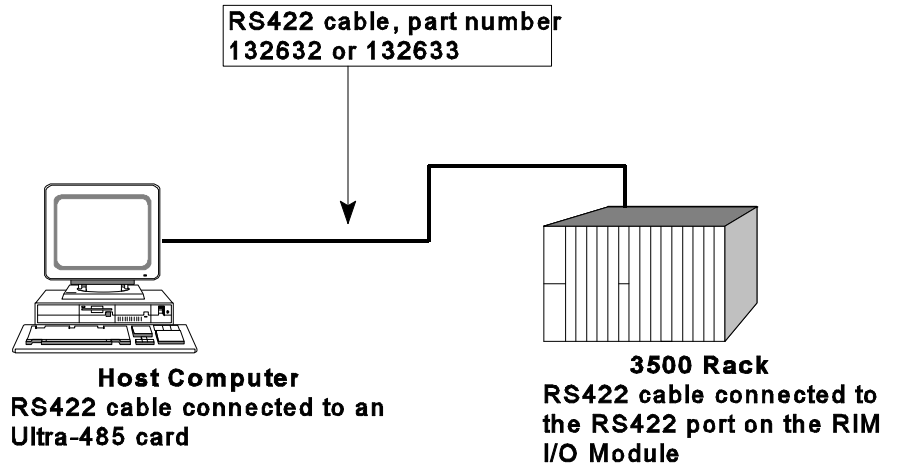 RS422 cable, part number
132632 or 132633
Host Computer
RS422 cable connected to an
Ultra-485 card
3500 Rack
RS422 cable connected to
the RS422 port on the RIM
I/O Module